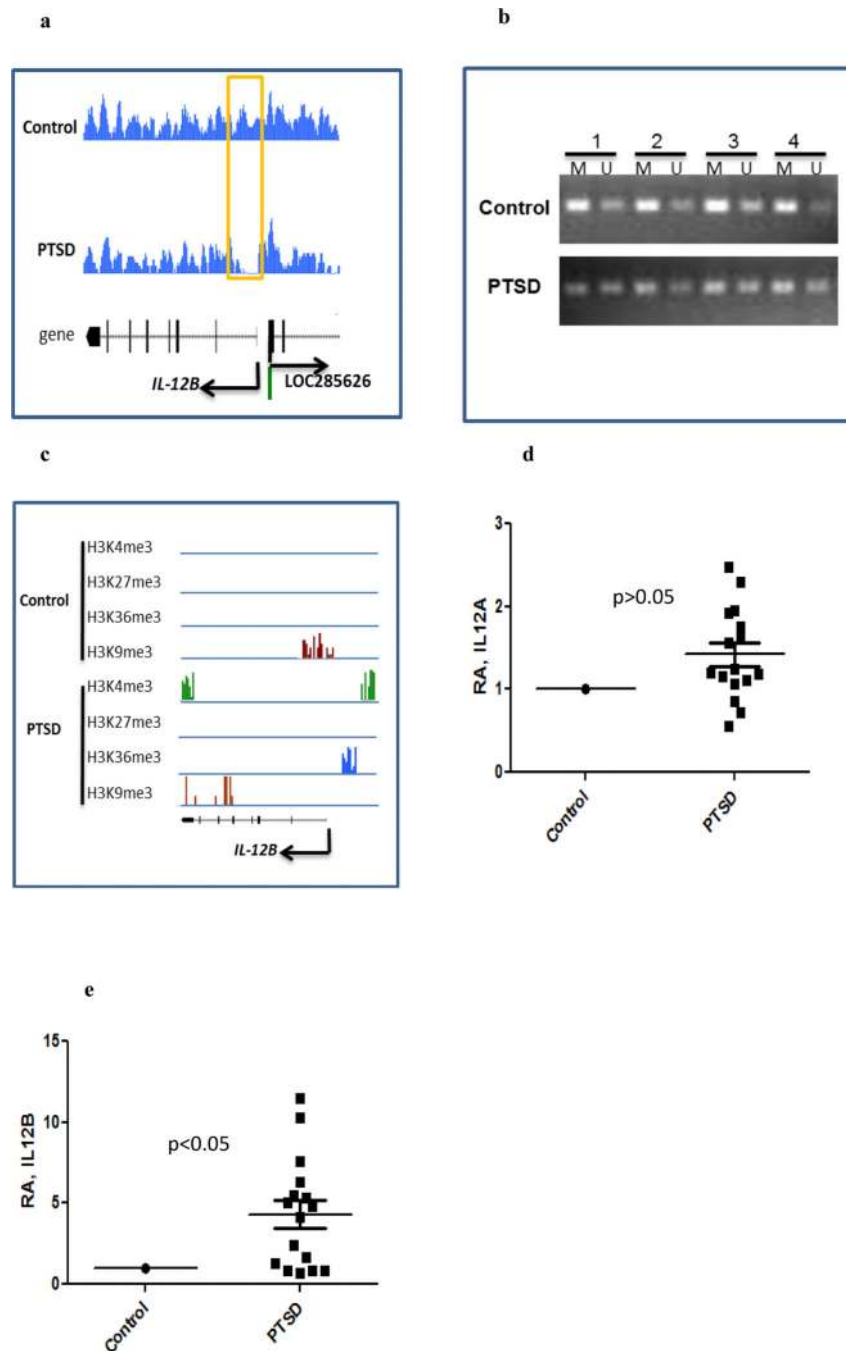 a
Control
PTSD
gene
IL-12B
LOC285626
b
1 2 3 4
M U M U M U M U
Control
PTSD
c
Control
H3K4me3
H3K27me3
H3K36me3
H3K9me3
PTSD
H3K4me3
H3K27me3
H3K36me3
H3K9me3
IL-12B
d
RA, IL12A
3
2
1
0
p>0.05
Control
PTSD
e
RA, IL12B
15
10
5
0
p<0.05
Control
PTSD